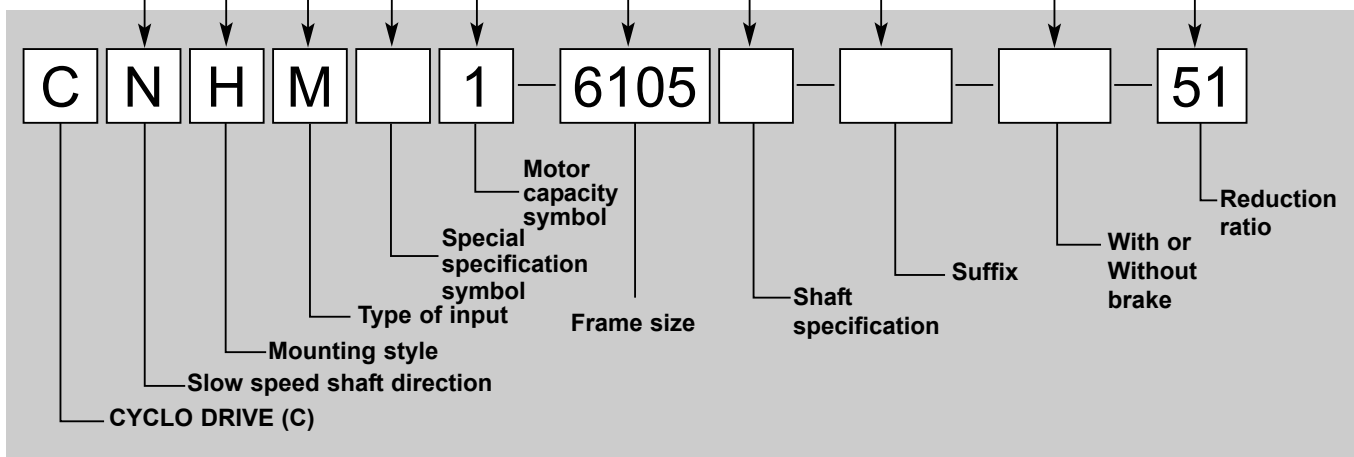 C N H M 1 — 6105 — — — 51
Motor
capacity
symbol
Reduction
ratio
Special
specification
symbol
With or
Without
brake
Suffix
Shaft
specification
Type of input
Frame size
Mounting style
Slow speed shaft direction
CYCLO DRIVE (C)